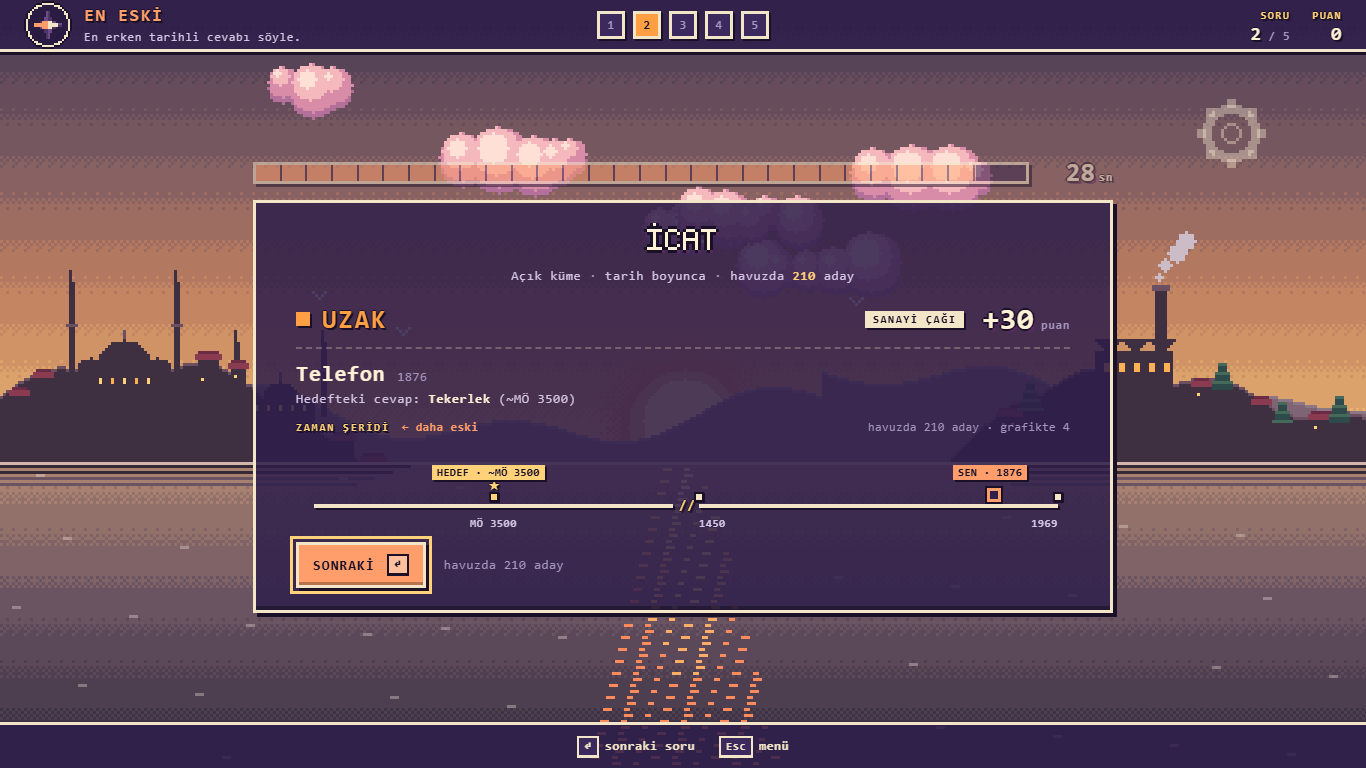 EN ESKİ
En erken tarihli cevabı söyle.
1 2 3 4 5
SORU PUAN
2 / 5 0
28 sn
İCAT
Açık küme · tarih boyunca · havuzda 210 aday
UZAK
SANAYİ ÇAĞI +30 puan
Telefon 1876
Hedefteki cevap: Tekerlek (~MÖ 3500)
ZAMAN ŞERİDİ ← daha eski
havuzda 210 aday · grafikte 4
HEDEF · ~MÖ 3500
SEN · 1876
//
MÖ 3500 1450 1969
SONRAKİ ↲
havuzda 210 aday
↲ sonraki soru Esc menü